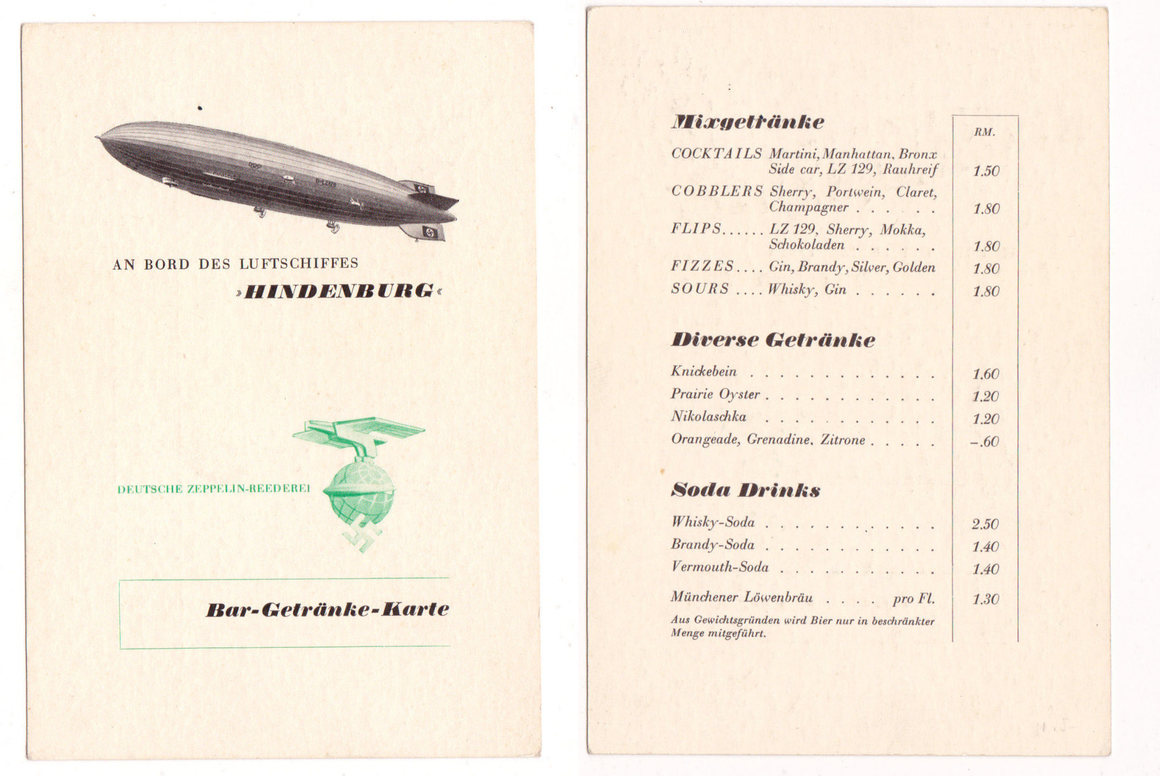 AN BORD DES LUFTSCHIFFES
»HINDENBURG«
DEUTSCHE ZEPPELIN-REEDEREI
Bar-Getränke-Karte
Mixgetränke
RM.
COCKTAILS Martini, Manhattan, Bronx
Side car, LZ 129, Rauhreif 1.50
COBBLERS Sherry, Portwein, Claret,
Champagner . . . . . . 1.80
FLIPS...... LZ 129, Sherry, Mokka,
Schokoladen . . . . . . 1.80
FIZZES.... Gin, Brandy, Silver, Golden 1.80
SOURS .... Whisky, Gin . . . . . . 1.80
Diverse Getränke
Knickebein . . . . . . . . . . . . . 1.60
Prairie Oyster . . . . . . . . . . . . 1.20
Nikolaschka . . . . . . . . . . . . 1.20
Orangeade, Grenadine, Zitrone . . . . . –.60
Soda Drinks
Whisky-Soda . . . . . . . . . . . . 2.50
Brandy-Soda . . . . . . . . . . . . 1.40
Vermouth-Soda . . . . . . . . . . . 1.40
Münchener Löwenbräu . . . . pro Fl. 1.30
Aus Gewichtsgründen wird Bier nur in beschränkter
Menge mitgeführt.